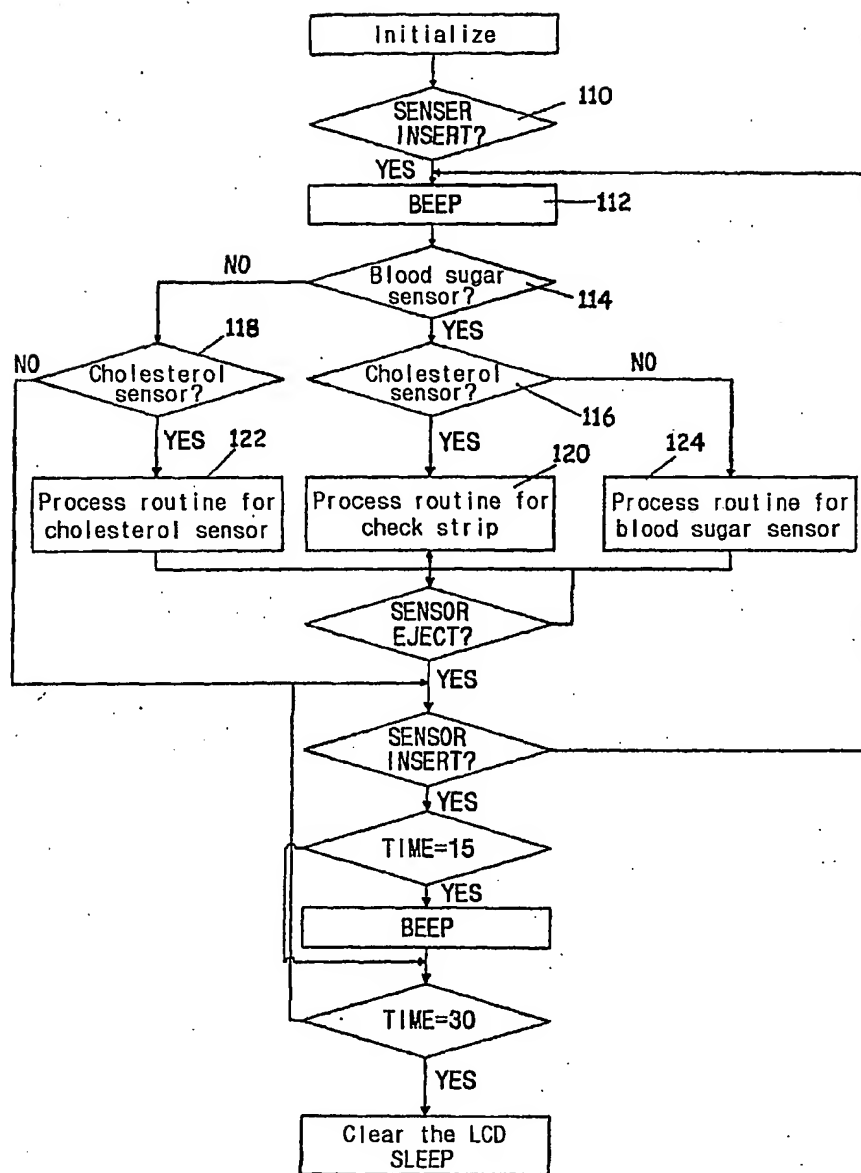 Initialize
SENSER
INSERT?
110
YES
BEEP
112
NO
Blood sugar
sensor?
114
YES
118
NO
Cholesterol
sensor?
Cholesterol
sensor?
NO
116
YES
122
YES
120
124
Process routine for
cholesterol sensor
Process routine for
check strip
Process routine for
blood sugar sensor
SENSOR
EJECT?
YES
SENSOR
INSERT?
YES
TIME=15
YES
BEEP
TIME=30
YES
Clear the LCD
SLEEP